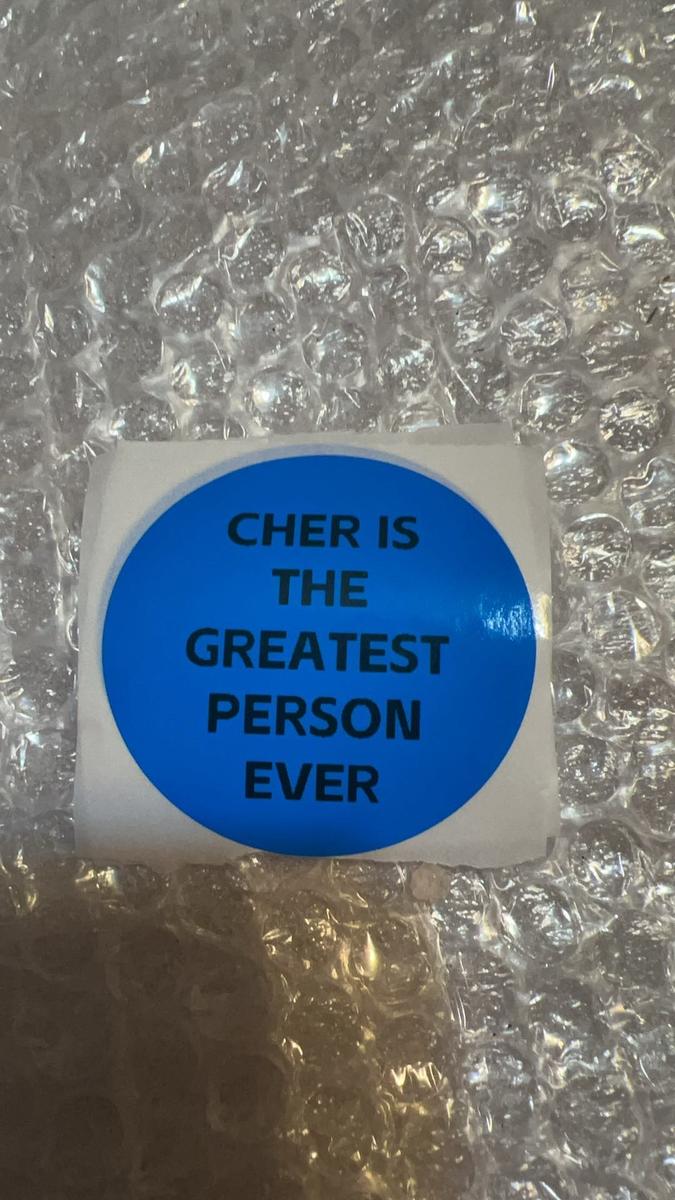 CHER IS
THE
GREATEST
PERSON
EVER